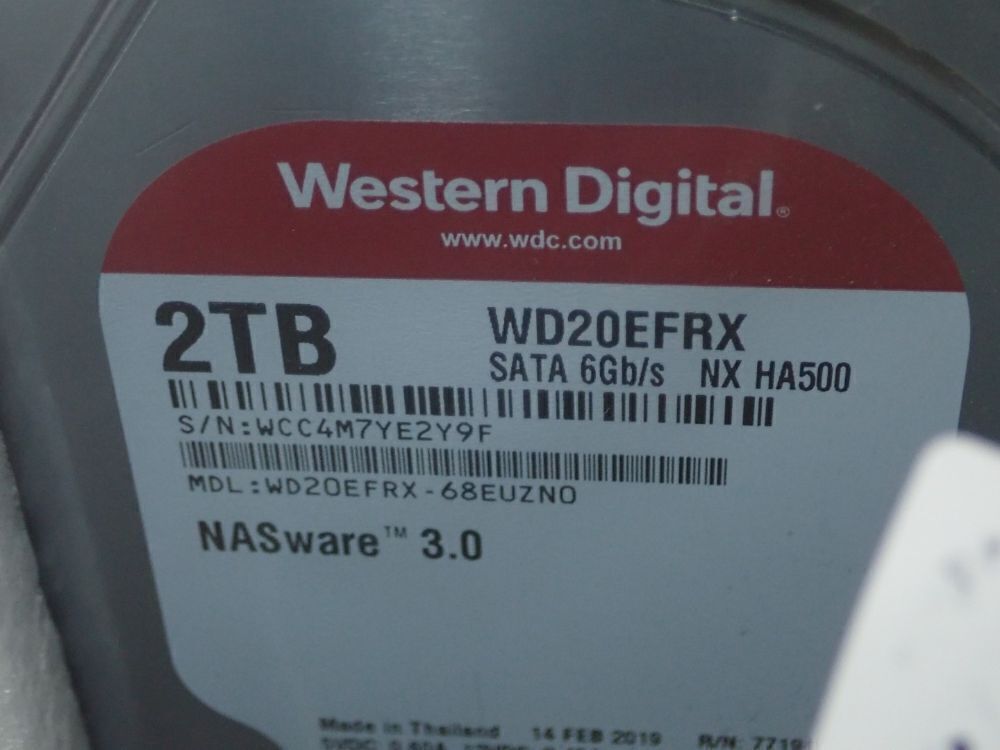 Western Digital®
www.wdc.com
2TB WD20EFRX
SATA 6Gb/s NX HA500
S/N:WCC4M7YE2Y9F
MDL:WD20EFRX-68EUZN0
NASware™ 3.0
Made in Thailand 14 FEB 2019 R/N: 7719